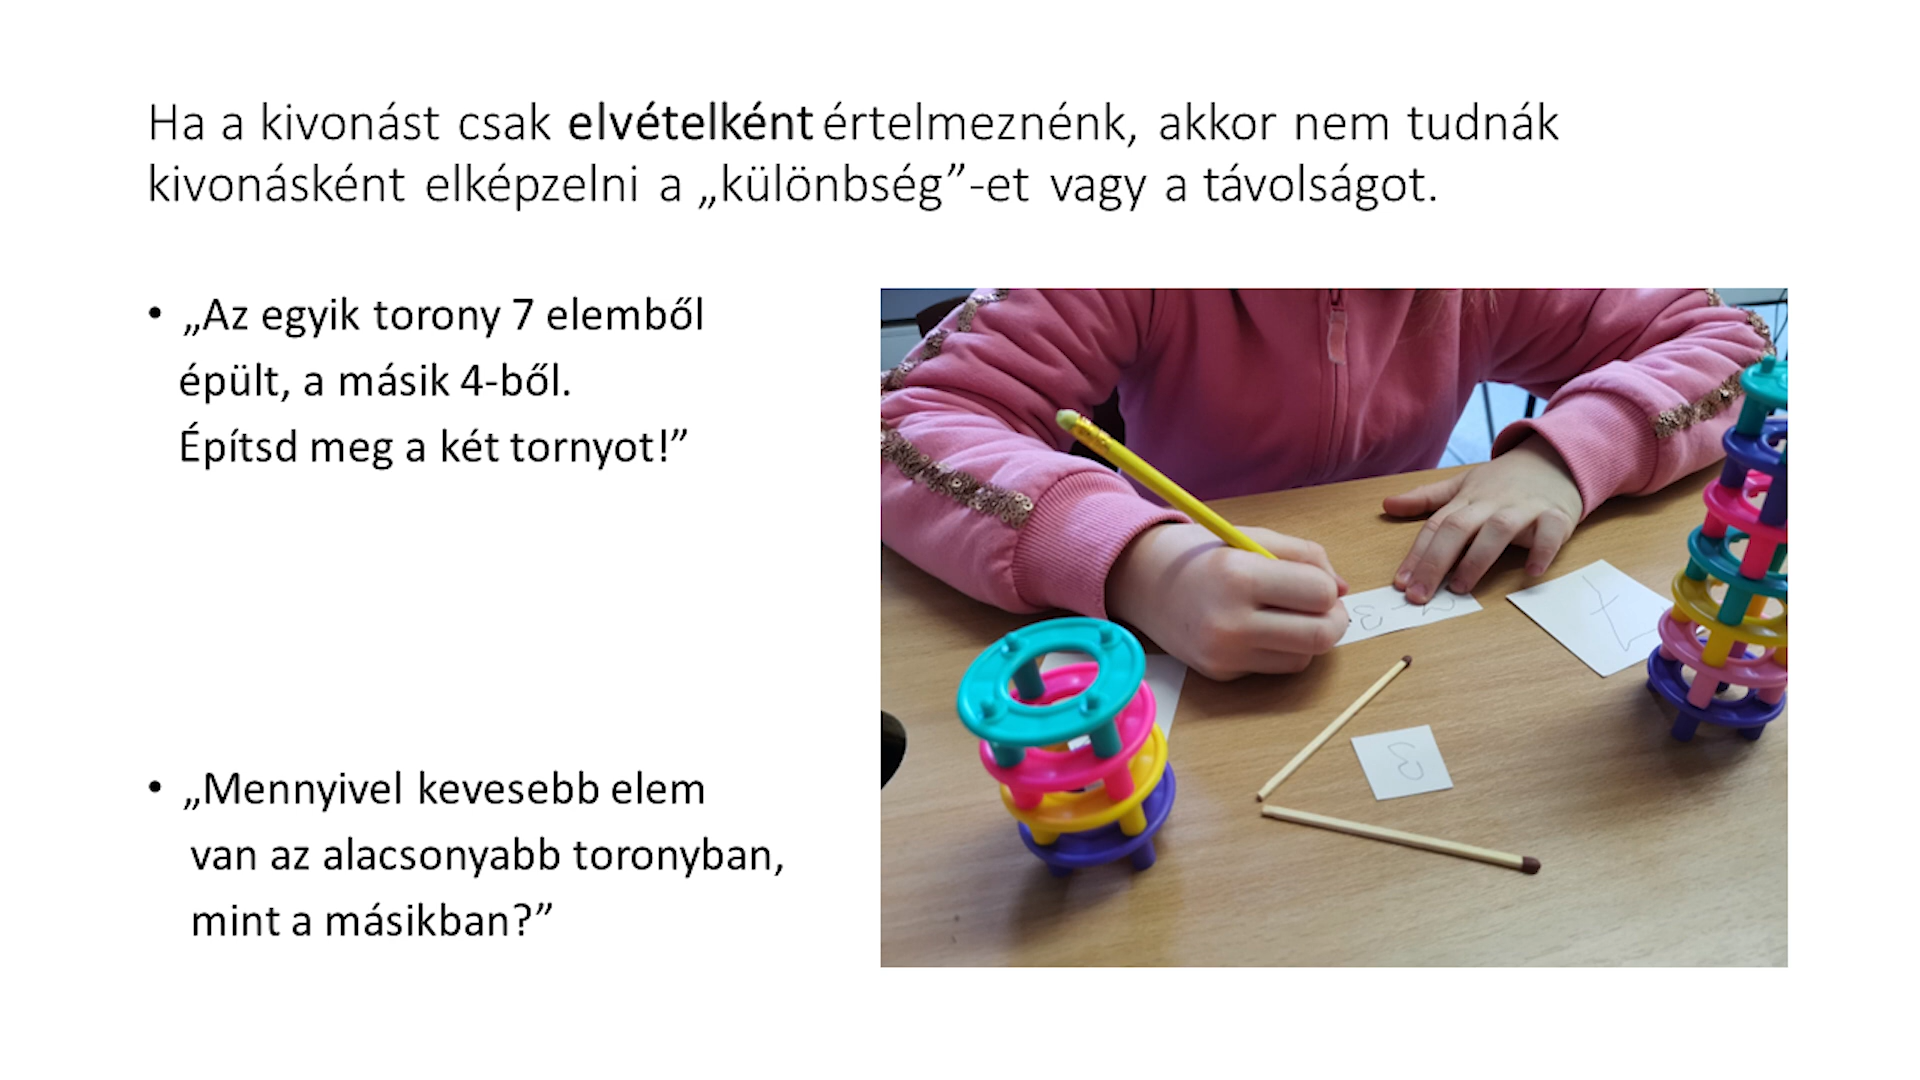 Ha a kivonást csak elvételként értelmeznénk, akkor nem tudnák
kivonásként elképzelni a „különbség”-et vagy a távolságot.
• „Az egyik torony 7 elemből
épült, a másik 4-ből.
Építsd meg a két tornyot!”
• „Mennyivel kevesebb elem
van az alacsonyabb toronyban,
mint a másikban?”
7
3